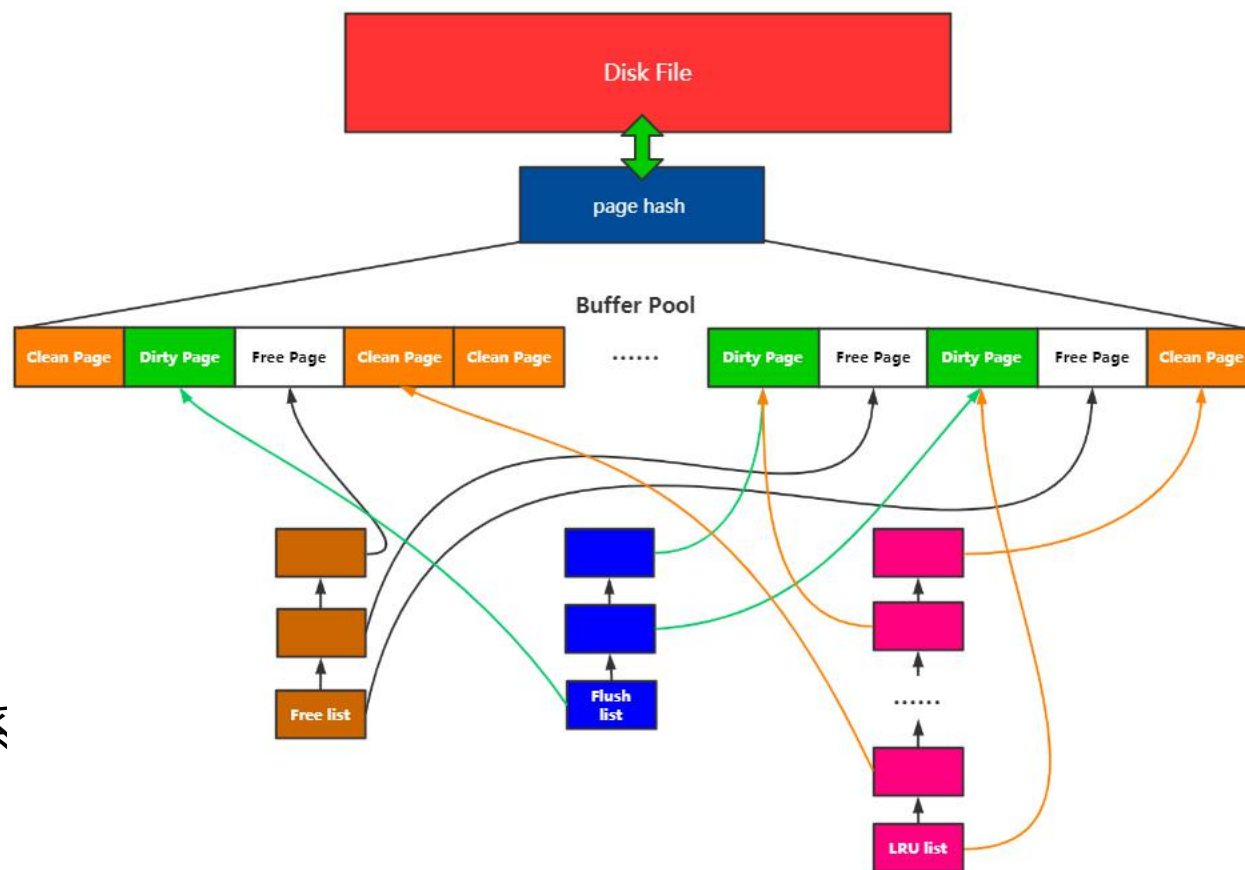 Disk File
page hash
Buffer Pool
Clean Page Dirty Page Free Page Clean Page Clean Page ...... Dirty Page Free Page Dirty Page Free Page Clean Page
Free list
Flush
list
......
LRU list